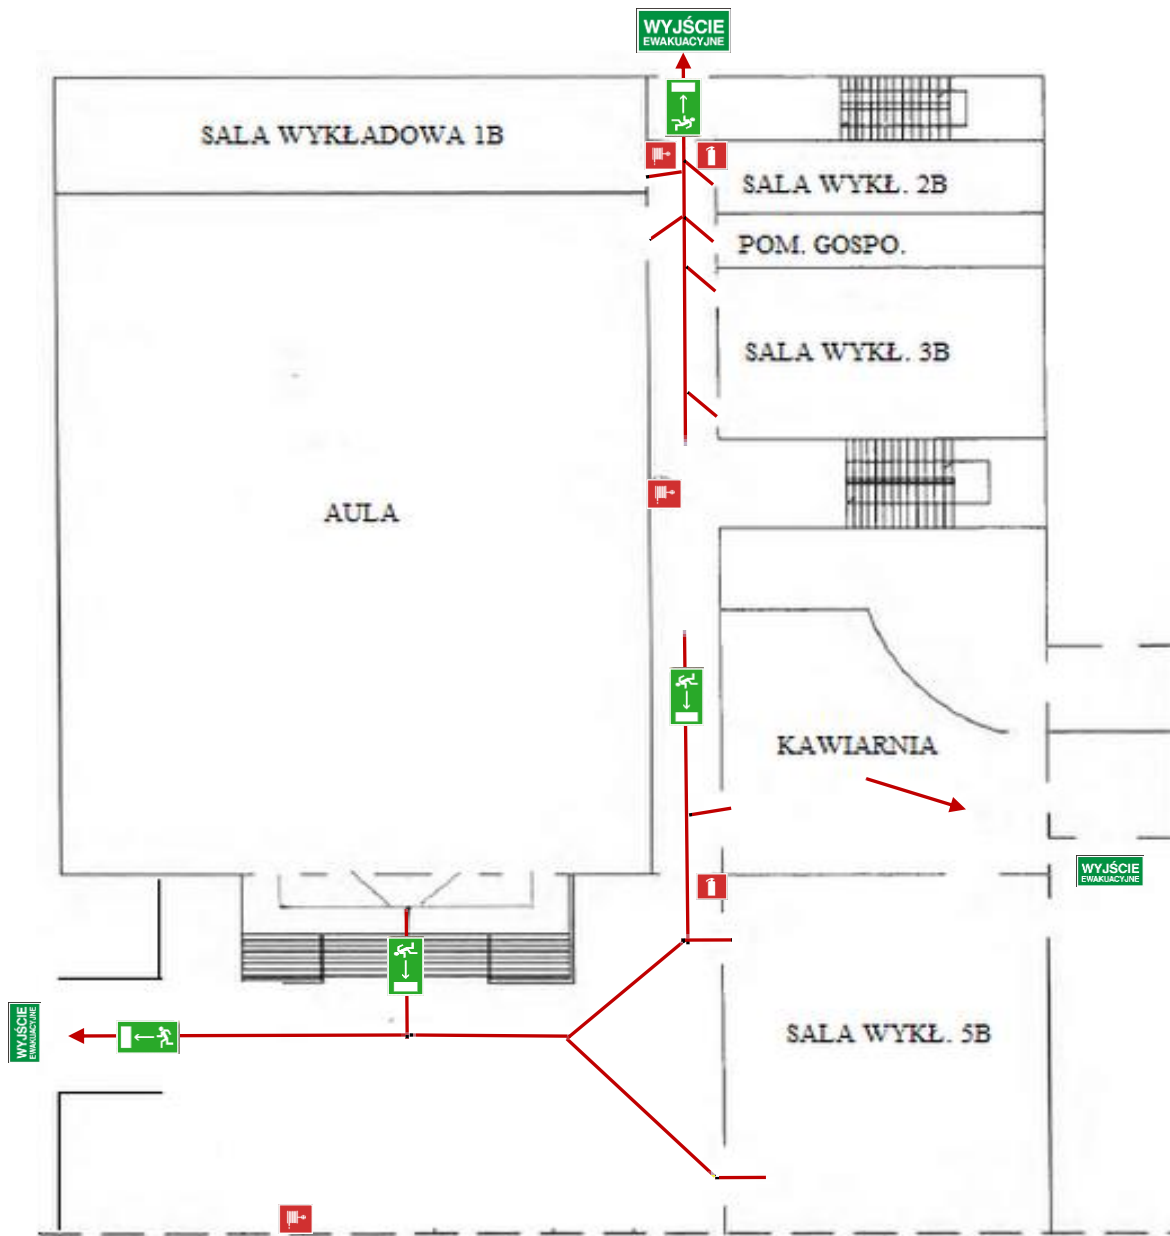 WYJŚCIE
EWAKUACYJNE
SALA WYKŁADOWA 1B
SALA WYKŁ. 2B
POM. GOSPO.
SALA WYKŁ. 3B
AULA
KAWIARNIA
WYJŚCIE
EWAKUACYJNE
WYJŚCIE
EWAKUACYJNE
SALA WYKŁ. 5B